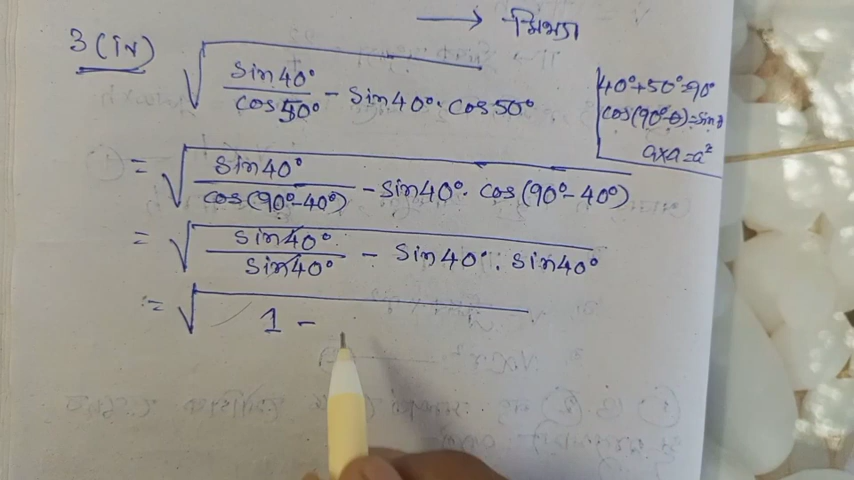 → মিশ্রণ
3 (iv) √(sin40°/cos50° − sin40°·cos50°)
40°+50°=90°
cos(90°−θ)=sinθ
a×a=a²
= √(sin40°/cos(90°−40°) − sin40°·cos(90°−40°))
= √(sin40°/sin40° − sin40°·sin40°)
= √(1 −